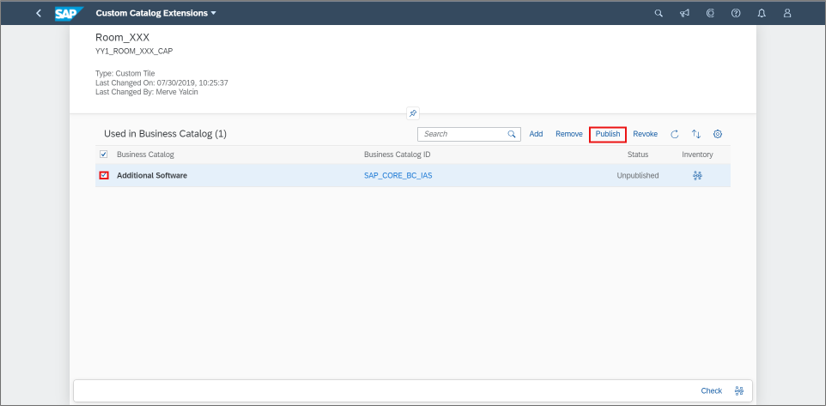 SAP Custom Catalog Extensions
Room_XXX
YY1_ROOM_XXX_CAP
Type: Custom Tile
Last Changed On: 07/30/2019, 10:25:37
Last Changed By: Merve Yalcin
Used in Business Catalog (1) Search Add Remove Publish Revoke
Business Catalog Business Catalog ID Status Inventory
Additional Software SAP_CORE_BC_IAS Unpublished
Check